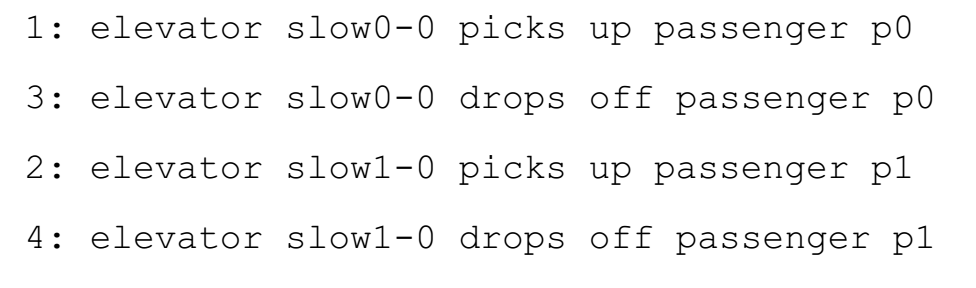 1: elevator slow0-0 picks up passenger p0
3: elevator slow0-0 drops off passenger p0
2: elevator slow1-0 picks up passenger p1
4: elevator slow1-0 drops off passenger p1